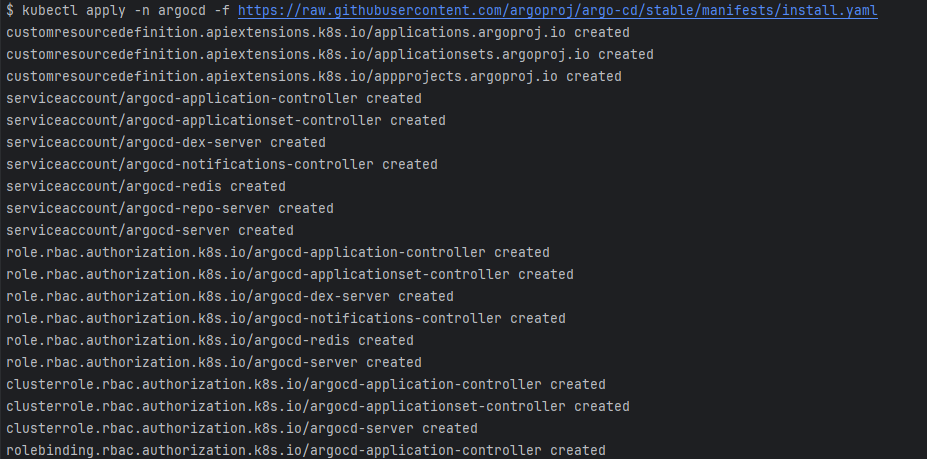 $ kubectl apply -n argocd -f https://raw.githubusercontent.com/argoproj/argo-cd/stable/manifests/install.yaml
customresourcedefinition.apiextensions.k8s.io/applications.argoproj.io created
customresourcedefinition.apiextensions.k8s.io/applicationsets.argoproj.io created
customresourcedefinition.apiextensions.k8s.io/appprojects.argoproj.io created
serviceaccount/argocd-application-controller created
serviceaccount/argocd-applicationset-controller created
serviceaccount/argocd-dex-server created
serviceaccount/argocd-notifications-controller created
serviceaccount/argocd-redis created
serviceaccount/argocd-repo-server created
serviceaccount/argocd-server created
role.rbac.authorization.k8s.io/argocd-application-controller created
role.rbac.authorization.k8s.io/argocd-applicationset-controller created
role.rbac.authorization.k8s.io/argocd-dex-server created
role.rbac.authorization.k8s.io/argocd-notifications-controller created
role.rbac.authorization.k8s.io/argocd-redis created
role.rbac.authorization.k8s.io/argocd-server created
clusterrole.rbac.authorization.k8s.io/argocd-application-controller created
clusterrole.rbac.authorization.k8s.io/argocd-applicationset-controller created
clusterrole.rbac.authorization.k8s.io/argocd-server created
rolebinding.rbac.authorization.k8s.io/argocd-application-controller created